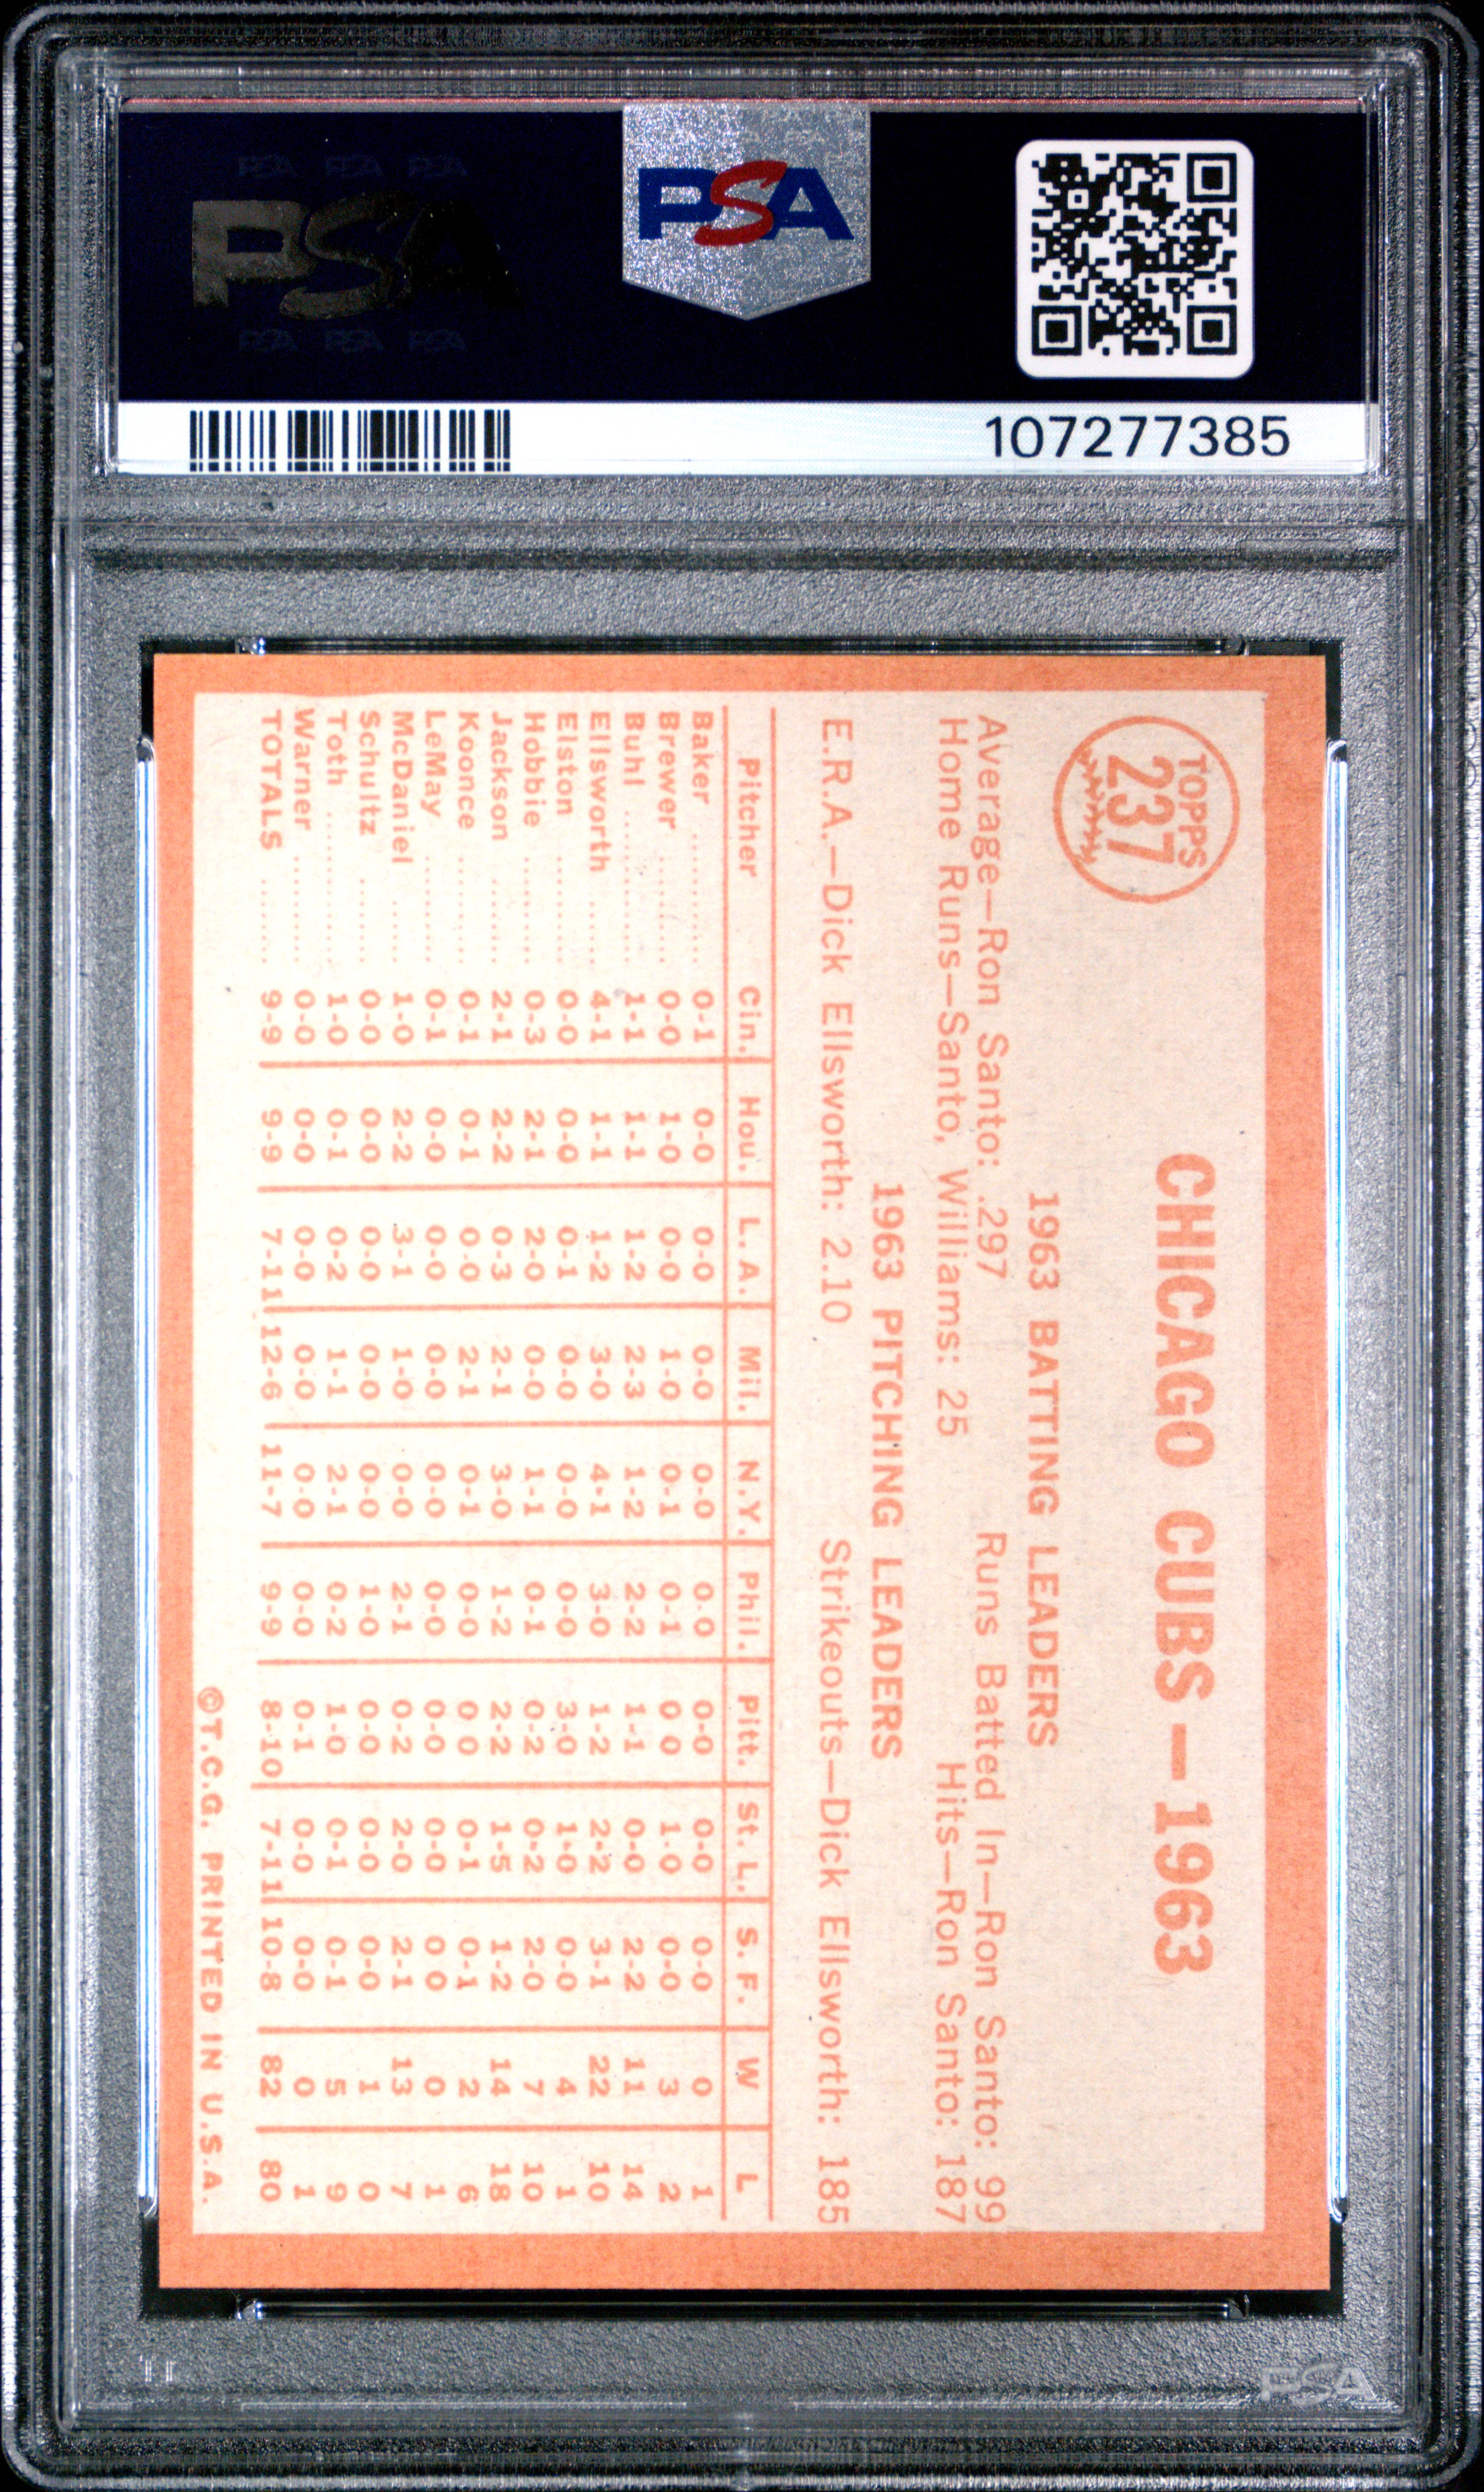 PSA PSA PSA
PSA
PSA PSA PSA
PSA
107277385
TOPPS
237
CHICAGO CUBS — 1963
1963 BATTING LEADERS
Average—Ron Santo: .297 Runs Batted In—Ron Santo: 99
Home Runs—Santo, Williams: 25 Hits—Ron Santo: 187
1963 PITCHING LEADERS
E.R.A.—Dick Ellsworth: 2.10 Strikeouts—Dick Ellsworth: 185
Pitcher Cin. Hou. L.A. Mil. N.Y. Phil. Pitt. St. L. S. F. W L
Baker .......... 0-1 0-0 0-0 0-0 0-0 0-0 0-0 0-0 0-0 0 1
Brewer ......... 0-0 1-0 0-0 1-0 0-1 0-1 0 0 1-0 0-0 3 2
Buhl ............ 1-1 1-1 1-2 2-3 1-2 2-2 1-1 0-0 2-2 11 14
Ellsworth ..... 4-1 1-1 1-2 3-0 4-1 3-0 1-2 2-2 3-1 22 10
Elston .......... 0-0 0-0 0-1 0-0 0-0 0-0 3-0 1-0 0-0 4 1
Hobbie ......... 0-3 2-1 2-0 0-0 1-1 0-1 0-2 0-2 2-0 7 10
Jackson ....... 2-1 2-2 0-3 2-1 3-0 1-2 2-2 1-5 1-2 14 18
Koonce ........ 0-1 0-1 0-0 2-1 0-1 0-0 0 0 0-1 0-1 2 6
LeMay ......... 0-1 0-0 0-0 0-0 0-0 0-0 0-0 0-0 0 0 0 1
McDaniel ..... 1-0 2-2 3-1 1-0 0-0 2-1 0-2 2-0 2-1 13 7
Schultz ....... 0-0 0-0 0-0 0-0 0-0 1-0 0-0 0-0 0-0 1 0
Toth ............ 1-0 0-1 0-2 1-1 2-1 0-2 1-0 0-1 0-1 5 9
Warner ........ 0-0 0-0 0-0 0-0 0-0 0-0 0-1 0-0 0-0 0 1
TOTALS ....... 9-9 9-9 7-11 12-6 11-7 9-9 8-10 7-11 10-8 82 80
©T.C.G. PRINTED IN U.S.A.
PSA